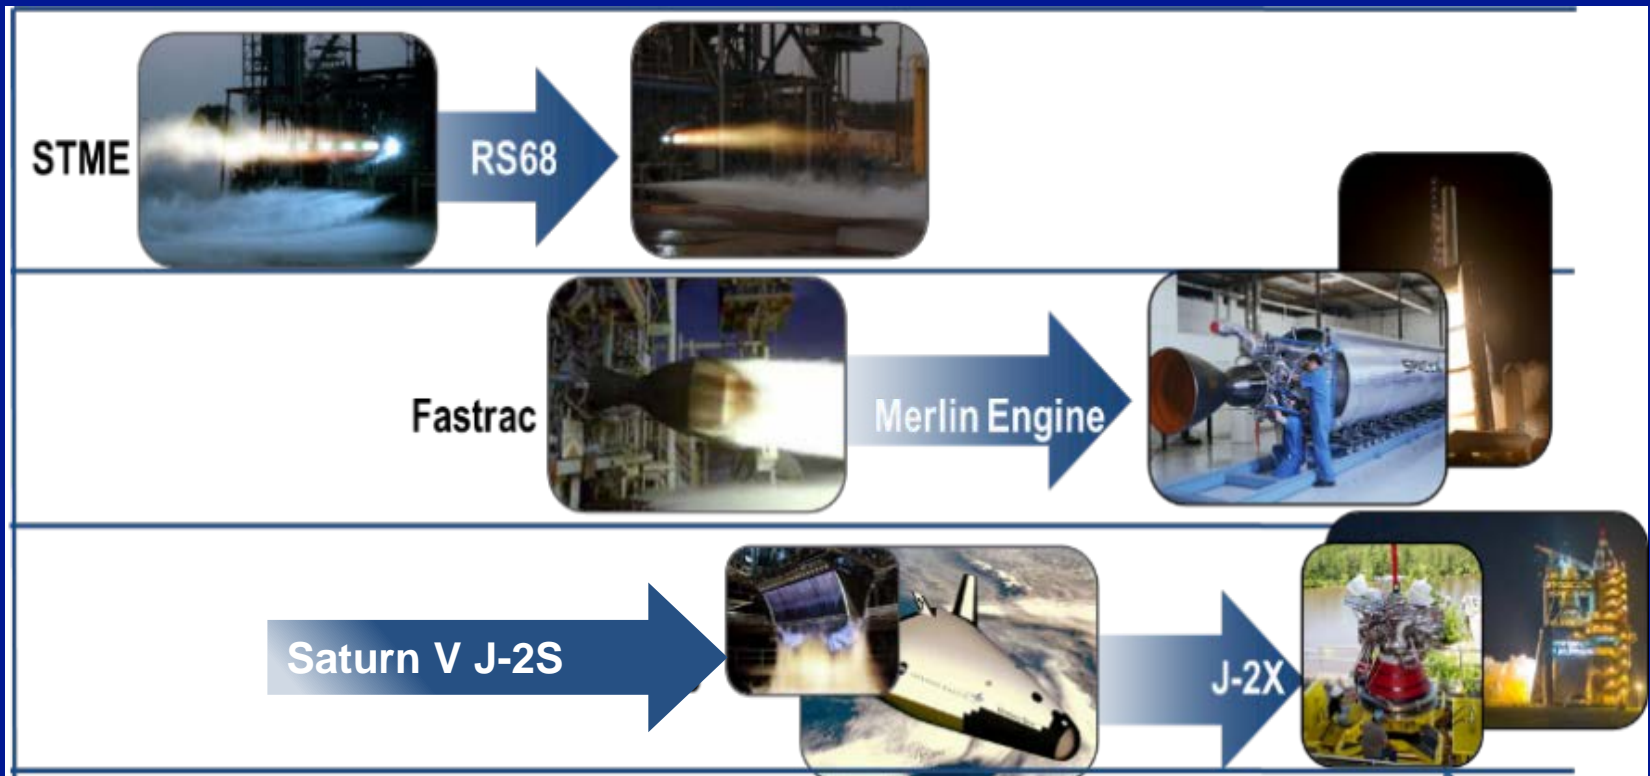 STME
RS68
Fastrac
Merlin Engine
Saturn V J-2S
J-2X